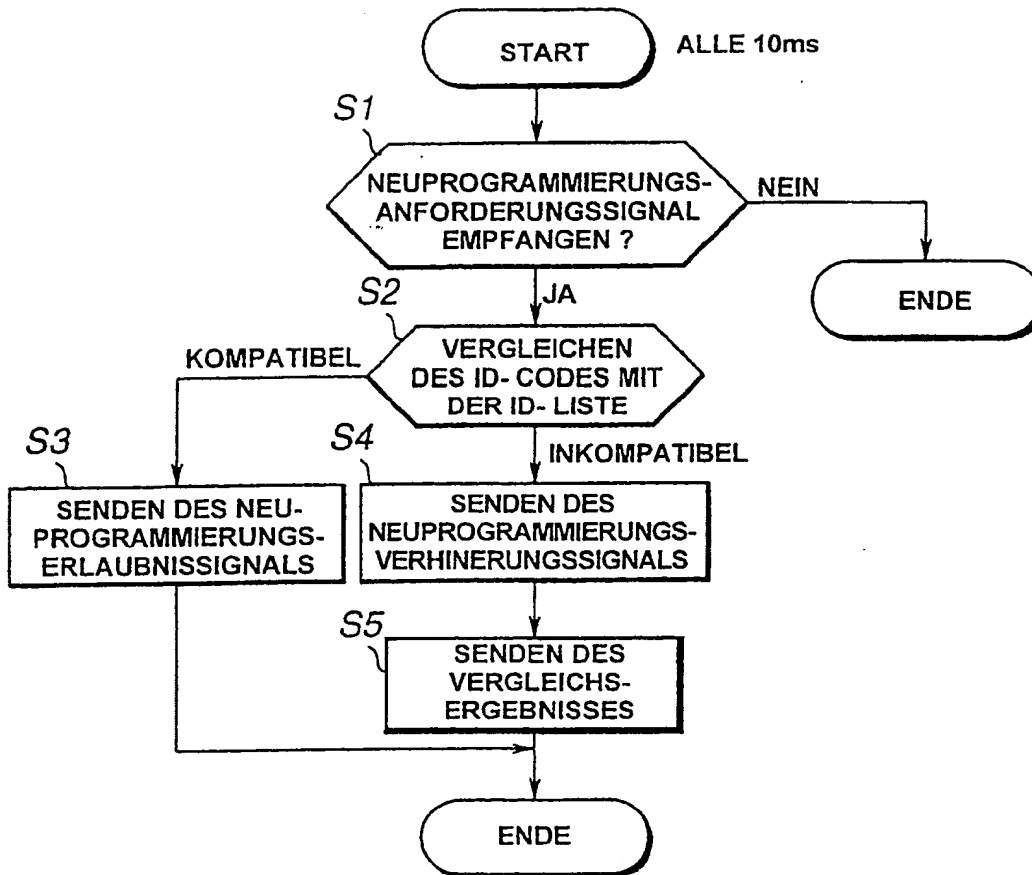 START
ALLE 10ms
S1
NEUPROGRAMMIERUNGS-
ANFORDERUNGSSIGNAL
EMPFANGEN ?
NEIN
ENDE
JA
S2
VERGLEICHEN
DES ID- CODES MIT
DER ID- LISTE
KOMPATIBEL
INKOMPATIBEL
S3
SENDEN DES NEU-
PROGRAMMIERUNGS-
ERLAUBNISSIGNALS
S4
SENDEN DES
NEUPROGRAMMIERUNGS-
VERHINERUNGSSIGNALS
S5
SENDEN DES
VERGLEICHS-
ERGEBNISSES
ENDE